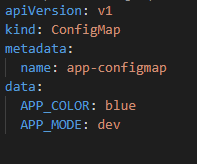 apiVersion: v1
kind: ConfigMap
metadata:
  name: app-configmap
data:
  APP_COLOR: blue
  APP_MODE: dev